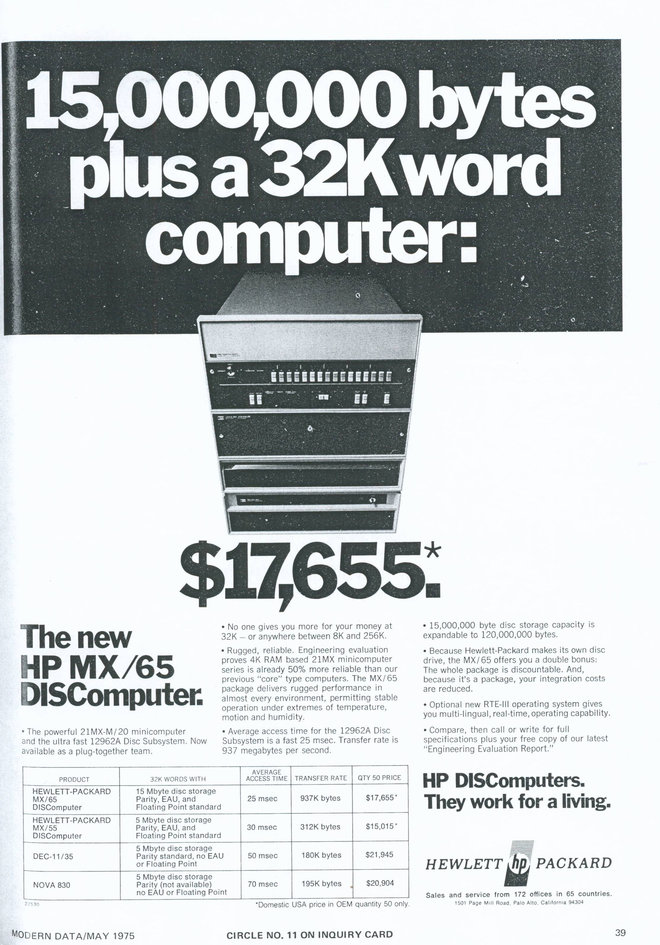 15,000,000 bytes
plus a 32K word
computer:
$17,655.*
The new
HP MX/65
DISComputer.
• The powerful 21MX-M/20 minicomputer
and the ultra fast 12962A Disc Subsystem. Now
available as a plug-together team.
• No one gives you more for your money at
32K — or anywhere between 8K and 256K.
• Rugged, reliable. Engineering evaluation
proves 4K RAM based 21MX minicomputer
series is already 50% more reliable than our
previous "core" type computers. The MX/65
package delivers rugged performance in
almost every environment, permitting stable
operation under extremes of temperature,
motion and humidity.
• Average access time for the 12962A Disc
Subsystem is a fast 25 msec. Transfer rate is
937 megabytes per second.
• 15,000,000 byte disc storage capacity is
expandable to 120,000,000 bytes.
• Because Hewlett-Packard makes its own disc
drive, the MX/65 offers you a double bonus:
The whole package is discountable. And,
because it's a package, your integration costs
are reduced.
• Optional new RTE-III operating system gives
you multi-lingual, real-time, operating capability.
• Compare, then call or write for full
specifications plus your free copy of our latest
"Engineering Evaluation Report."
PRODUCT 32K WORDS WITH AVERAGE ACCESS TIME TRANSFER RATE QTY 50 PRICE
HEWLETT-PACKARD 15 Mbyte disc storage
MX/65 Parity, EAU, and 25 msec 937K bytes $17,655*
DISComputer Floating Point standard
HEWLETT-PACKARD 5 Mbyte disc storage
MX/55 Parity, EAU, and 30 msec 312K bytes $15,015*
DISComputer Floating Point standard
5 Mbyte disc storage
DEC-11/35 Parity standard, no EAU 50 msec 180K bytes $21,945
or Floating Point
5 Mbyte disc storage
NOVA 830 Parity (not available) 70 msec 195K bytes $20,904
no EAU or Floating Point
*Domestic USA price in OEM quantity 50 only.
HP DISComputers.
They work for a living.
HEWLETT hp PACKARD
Sales and service from 172 offices in 65 countries.
1501 Page Mill Road, Palo Alto, California 94304
MODERN DATA/MAY 1975
CIRCLE NO. 11 ON INQUIRY CARD
39